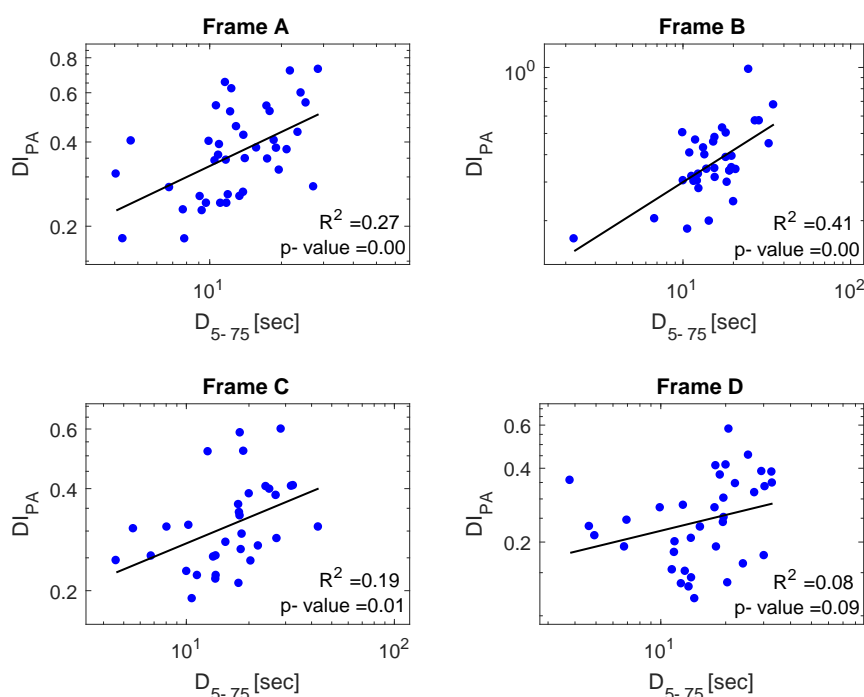 Frame A
0.8
0.6
0.4
0.2
DI_PA
R^2 =0.27
p- value =0.00
10^1
D_5- 75 [sec]
Frame B
10^0
DI_PA
R^2 =0.41
p- value =0.00
10^1
10^2
D_5- 75 [sec]
Frame C
0.6
0.4
0.2
DI_PA
R^2 =0.19
p- value =0.01
10^1
10^2
D_5- 75 [sec]
Frame D
0.6
0.4
0.2
DI_PA
R^2 =0.08
p- value =0.09
10^1
D_5- 75 [sec]